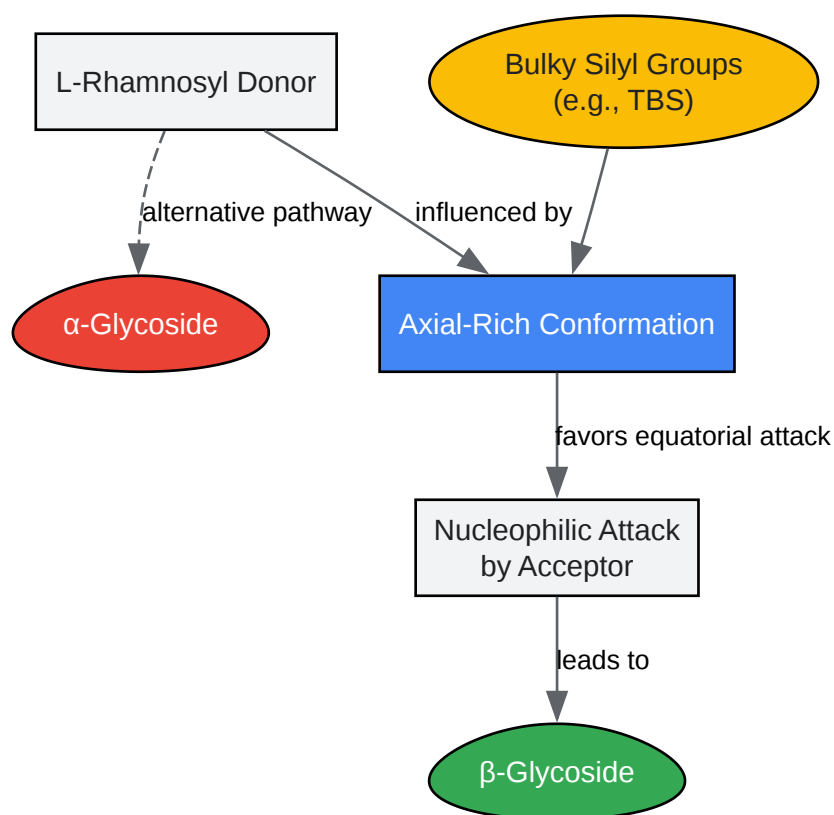 L-Rhamnosyl Donor
Bulky Silyl Groups
(e.g., TBS)
alternative pathway
influenced by
α-Glycoside
Axial-Rich Conformation
favors equatorial attack
Nucleophilic Attack
by Acceptor
leads to
β-Glycoside